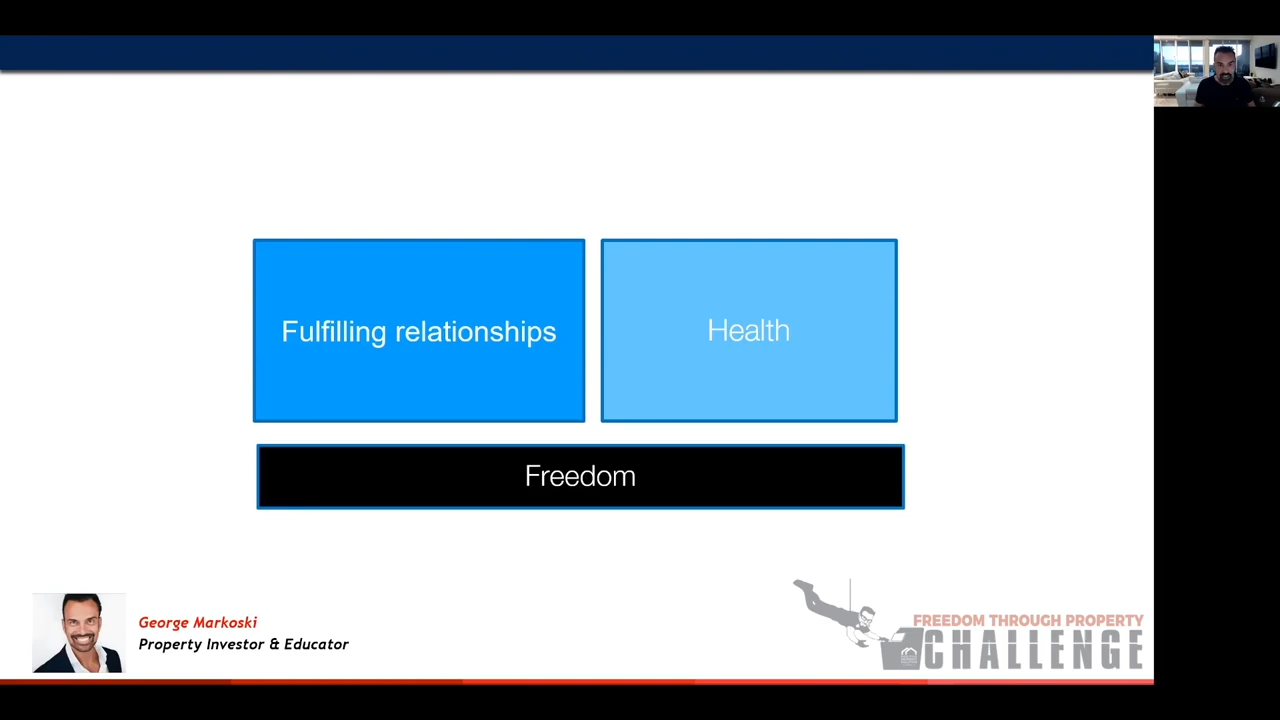 Fulfilling relationships
Health
Freedom
George Markoski
Property Investor & Educator
FREEDOM THROUGH PROPERTY
CHALLENGE